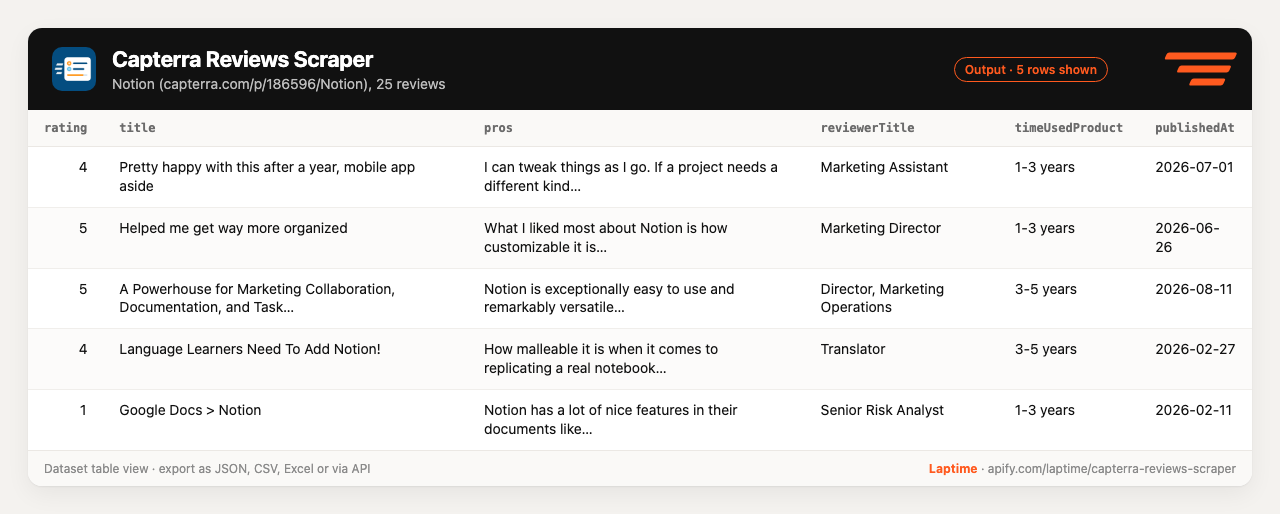 Capterra Reviews Scraper
Notion (capterra.com/p/186596/Notion), 25 reviews
Output · 5 rows shown
rating title pros reviewerTitle timeUsedProduct publishedAt
4 Pretty happy with this after a year, mobile app I can tweak things as I go. If a project needs a Marketing Assistant 1-3 years 2026-07-01
aside different kind...
5 Helped me get way more organized What I liked most about Notion is how Marketing Director 1-3 years 2026-06-
customizable it is... 26
5 A Powerhouse for Marketing Collaboration, Notion is exceptionally easy to use and Director, Marketing 3-5 years 2026-08-11
Documentation, and Task... remarkably versatile... Operations
4 Language Learners Need To Add Notion! How malleable it is when it comes to Translator 3-5 years 2026-02-27
replicating a real notebook...
1 Google Docs > Notion Notion has a lot of nice features in their Senior Risk Analyst 1-3 years 2026-02-11
documents like...
Dataset table view · export as JSON, CSV, Excel or via API Laptime · apify.com/laptime/capterra-reviews-scraper